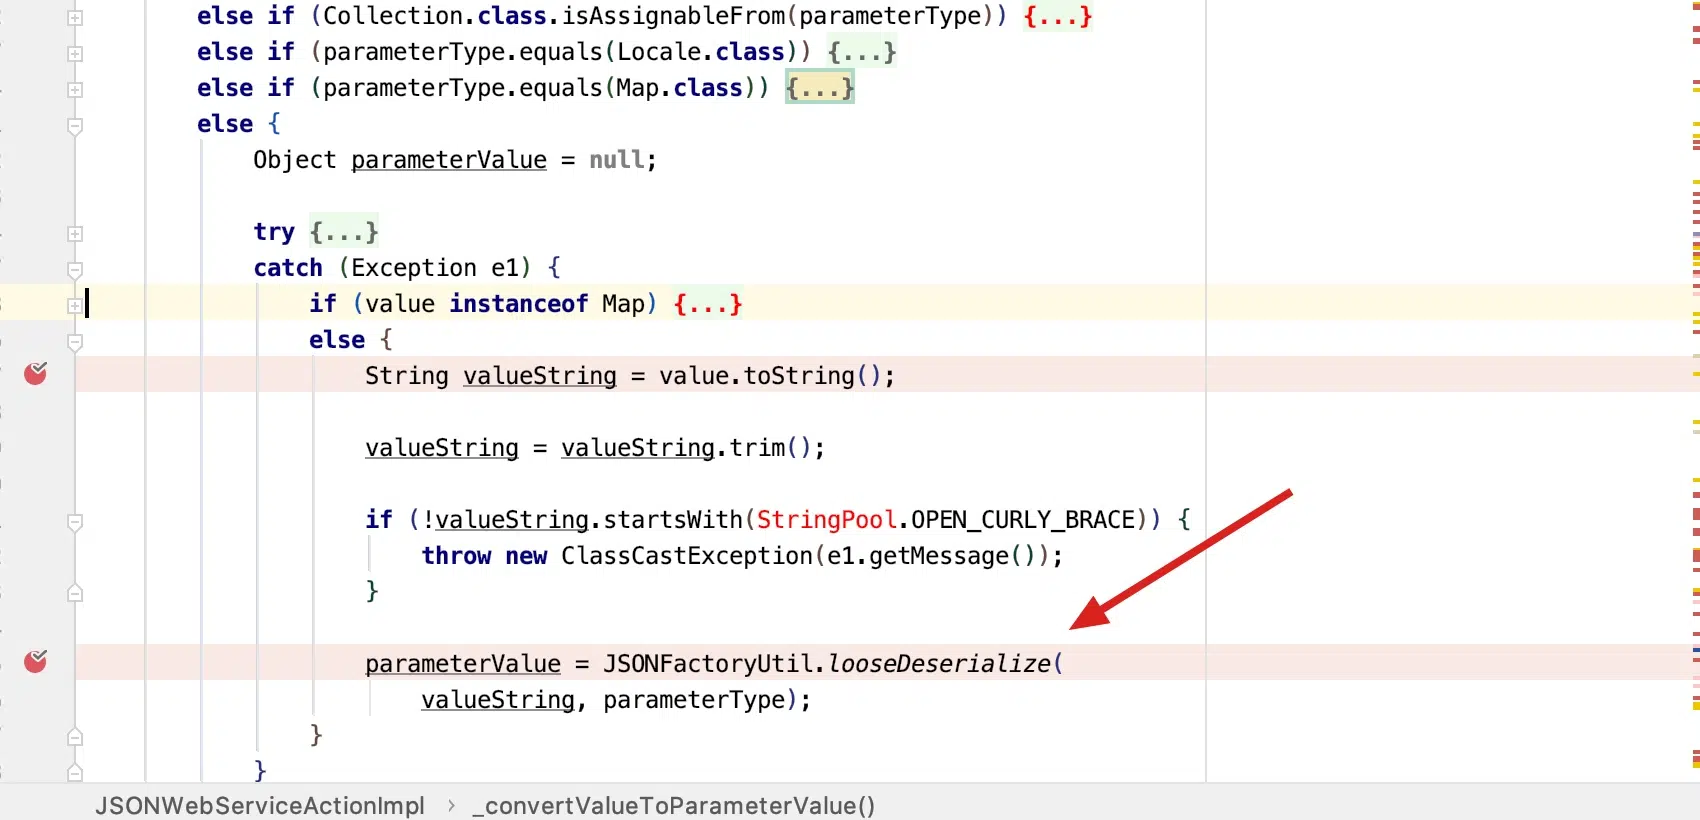 else if (Collection.class.isAssignableFrom(parameterType)) {...}
else if (parameterType.equals(Locale.class)) {...}
else if (parameterType.equals(Map.class)) {...}
else {
Object parameterValue = null;
try {...}
catch (Exception e1) {
if (value instanceof Map) {...}
else {
String valueString = value.toString();
valueString = valueString.trim();
if (!valueString.startsWith(StringPool.OPEN_CURLY_BRACE)) {
throw new ClassCastException(e1.getMessage());
}
parameterValue = JSONFactoryUtil.looseDeserialize(
valueString, parameterType);
}
}
JSONWebServiceActionImpl › _convertValueToParameterValue()